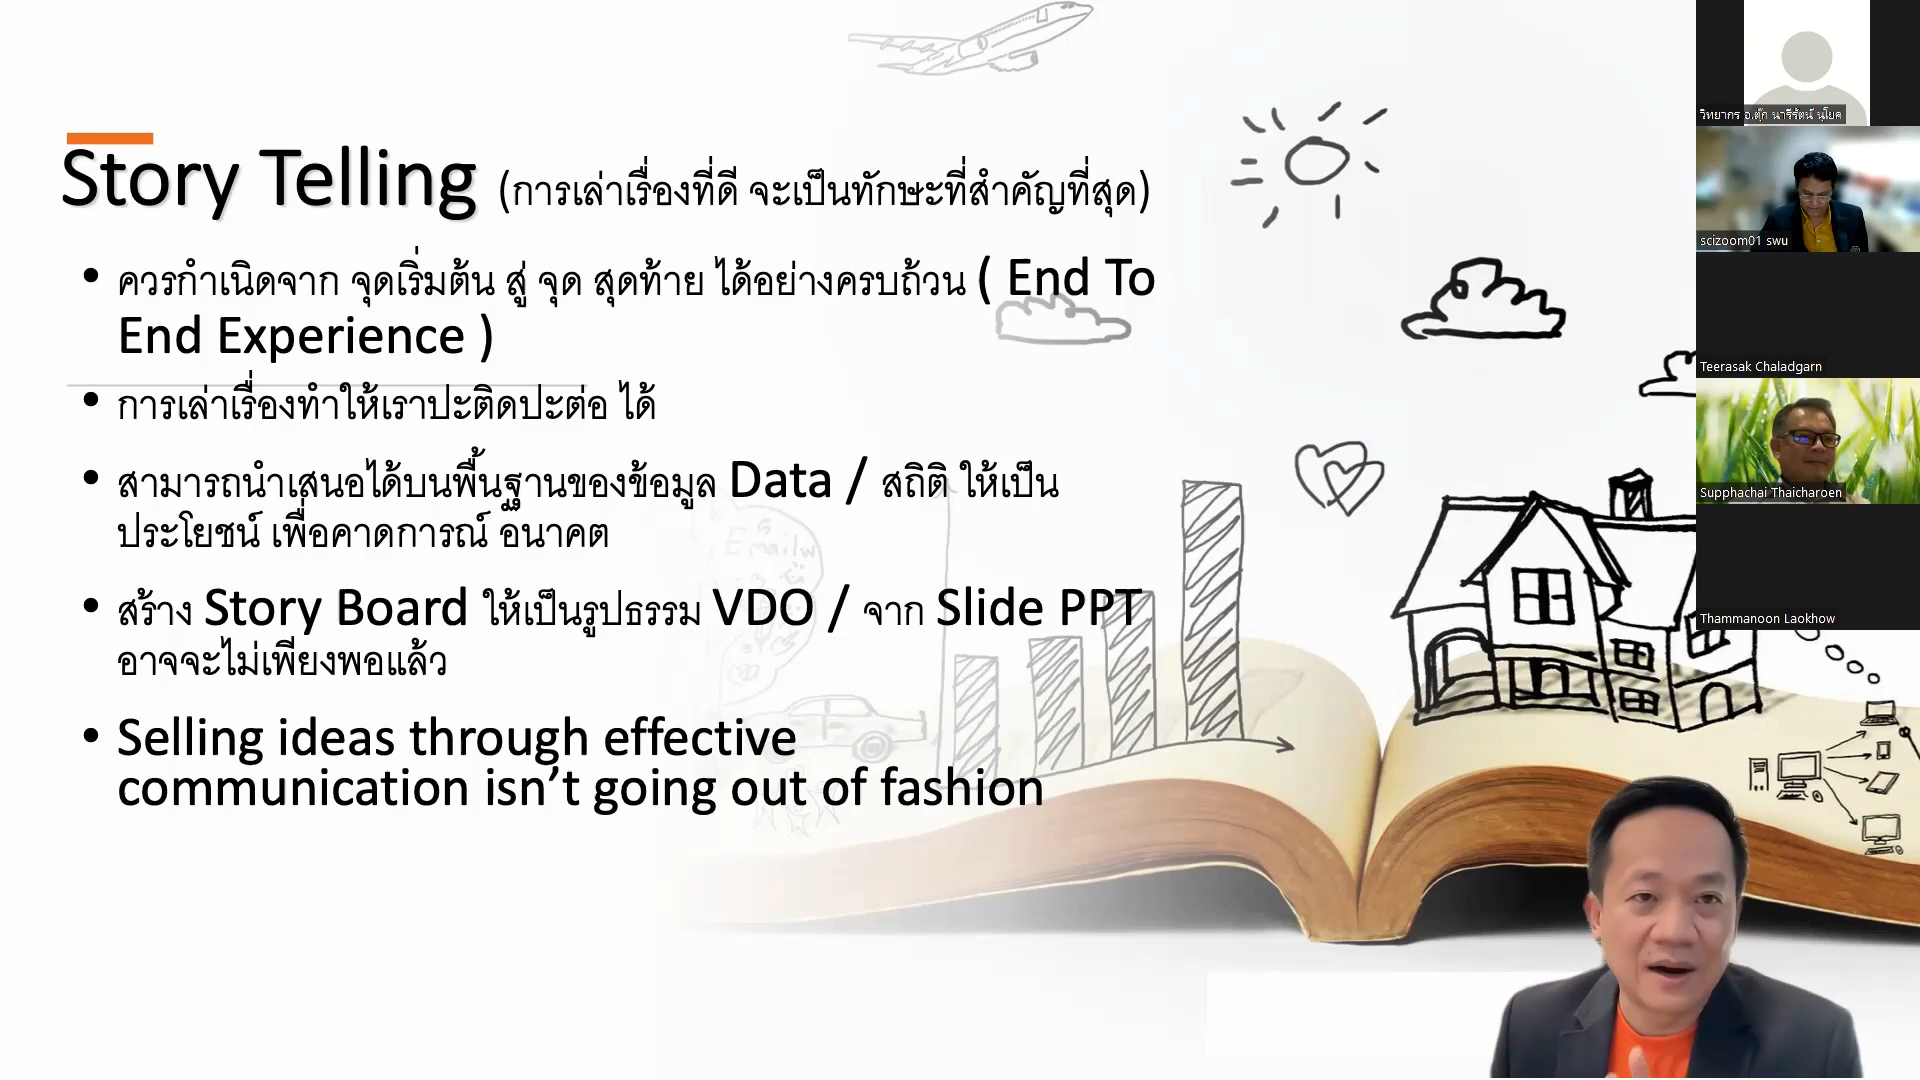 Story Telling (การเล่าเรื่องที่ดี จะเป็นทักษะที่สำคัญที่สุด)
• ควรกำเนิดจาก จุดเริ่มต้น สู่ จุด สุดท้าย ได้อย่างครบถ้วน ( End To
End Experience )
• การเล่าเรื่องทำให้เราปะติดปะต่อ ได้
• สามารถนำเสนอได้บนพื้นฐานของข้อมูล Data / สถิติ ให้เป็น
ประโยชน์ เพื่อคาดการณ์ อนาคต
• สร้าง Story Board ให้เป็นรูปธรรม VDO / จาก Slide PPT
อาจจะไม่เพียงพอแล้ว
• Selling ideas through effective
communication isn’t going out of fashion
วิทยากร อ.ตุ๊ก นารีรัตน์
scizoom01 swu
Teerasak Chaladgarn
Supphachai Thaicharoen
Thammanoon Laokhow